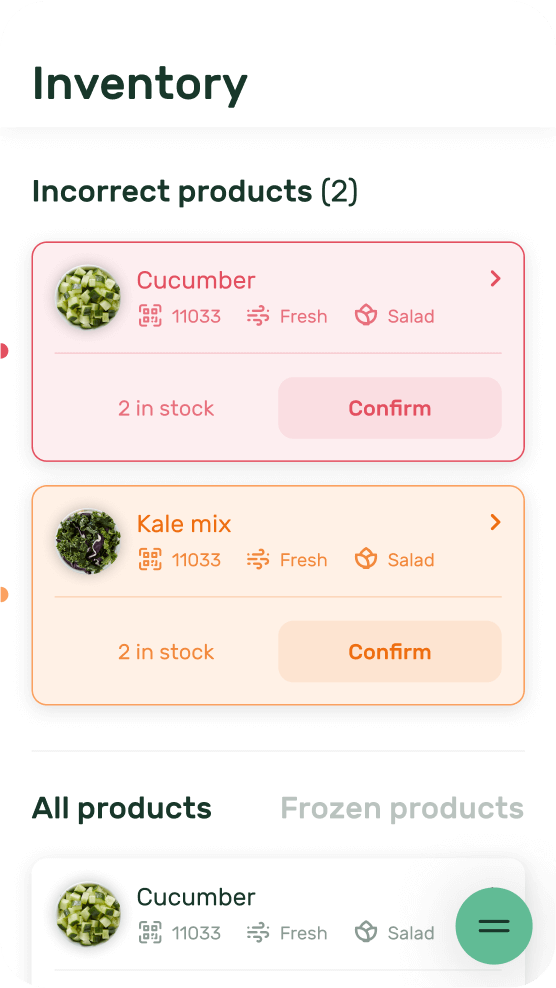 Inventory
Incorrect products (2)
Cucumber
11033 Fresh Salad
2 in stock Confirm
Kale mix
11033 Fresh Salad
2 in stock Confirm
All products Frozen products
Cucumber
11033 Fresh Salad